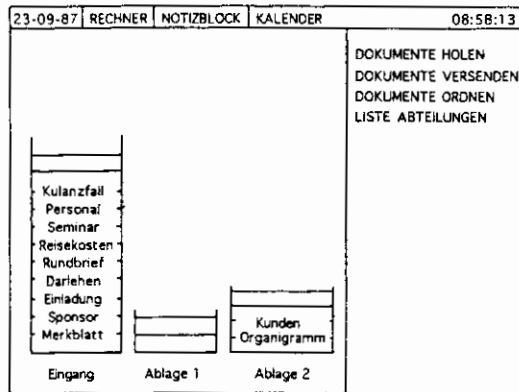 23-09-87 RECHNER NOTIZBLOCK KALENDER 08:58:13
DOKUMENTE HOLEN
DOKUMENTE VERSENDEN
DOKUMENTE ORDNEN
LISTE ABTEILUNGEN
Kulanzfall
Personal
Seminar
Reisekosten
Rundbrief
Darlehen
Einladung
Sponsor
Merkblatt
Kunden
Organigramm
Eingang Ablage 1 Ablage 2